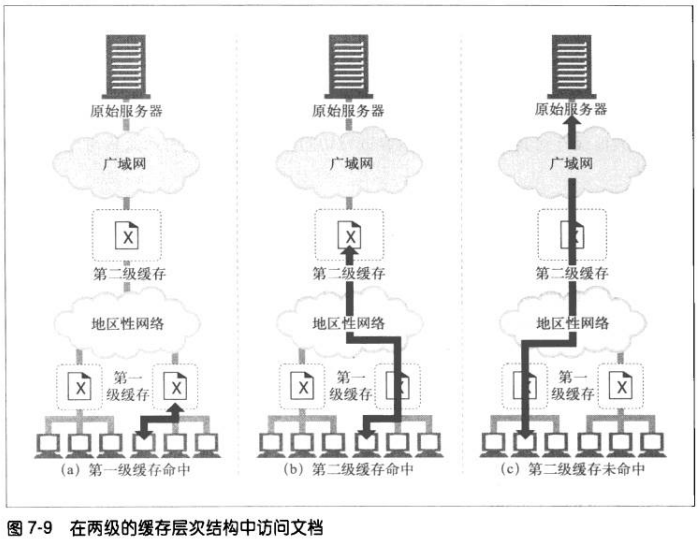 原始服务器
广域网
X
第二级缓存
地区性网络
X
第一
级缓存
X
(a) 第一级缓存命中
原始服务器
广域网
X
第二级缓存
地区性网络
X
第一
级缓存
X
(b) 第二级缓存命中
原始服务器
广域网
X
第二级缓存
地区性网络
X
第一
级缓存
X
(c) 第二级缓存未命中
图 7-9 在两级的缓存层次结构中访问文档